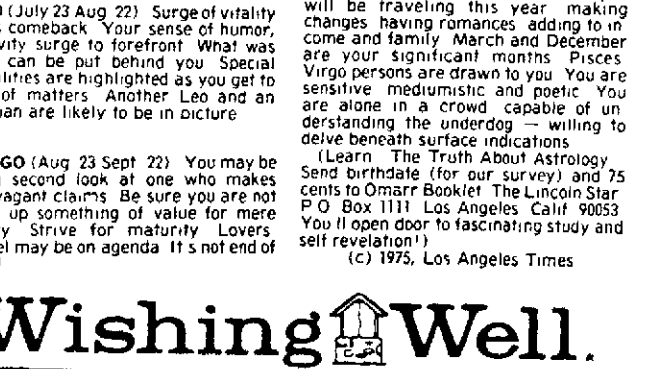 (July 23 Aug 22) Surge of vitality
comeback Your sense of humor,
surge to forefront What was
can be put behind you Special
are highlighted as you get to
of matters Another Leo and an
are likely to be in picture
GO (Aug 23 Sept 22) You may be
second look at one who makes
claims Be sure you are not
up something of value for mere
Strive for maturity Lovers
may be on agenda It s not end of
will be traveling this year making
changes having romances adding to in
come and family March and December
are your significant months Pisces
Virgo persons are drawn to you You are
sensitive mediumistic and poetic You
are alone in a crowd capable of un
derstanding the underdog — willing to
delve beneath surface indications
(Learn The Truth About Astrology
Send birthdate (for our survey) and 75
cents to Omarr Booklet The Lincoln Star
P O Box 1111 Los Angeles Calif 90053
You ll open door to fascinating study and
self revelation!)
(c) 1975, Los Angeles Times
Wishing Well.